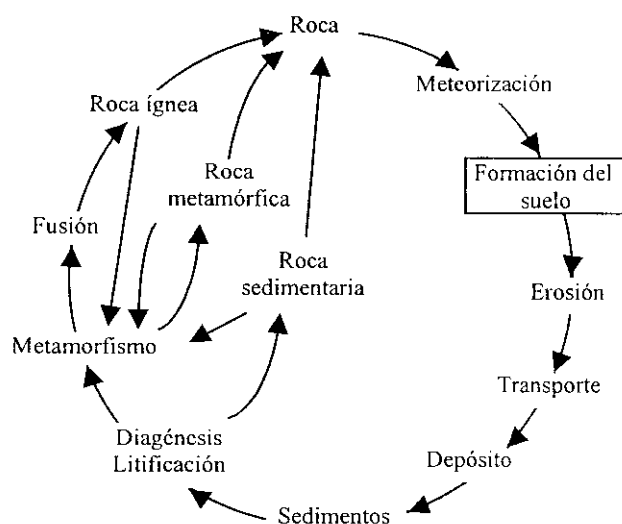 Roca
Meteorización
Roca ígnea
Formación del
suelo
Roca
metamórfica
Fusión
Roca
sedimentaria
Erosión
Metamorfismo
Transporte
Diagénesis
Litificación
Depósito
Sedimentos